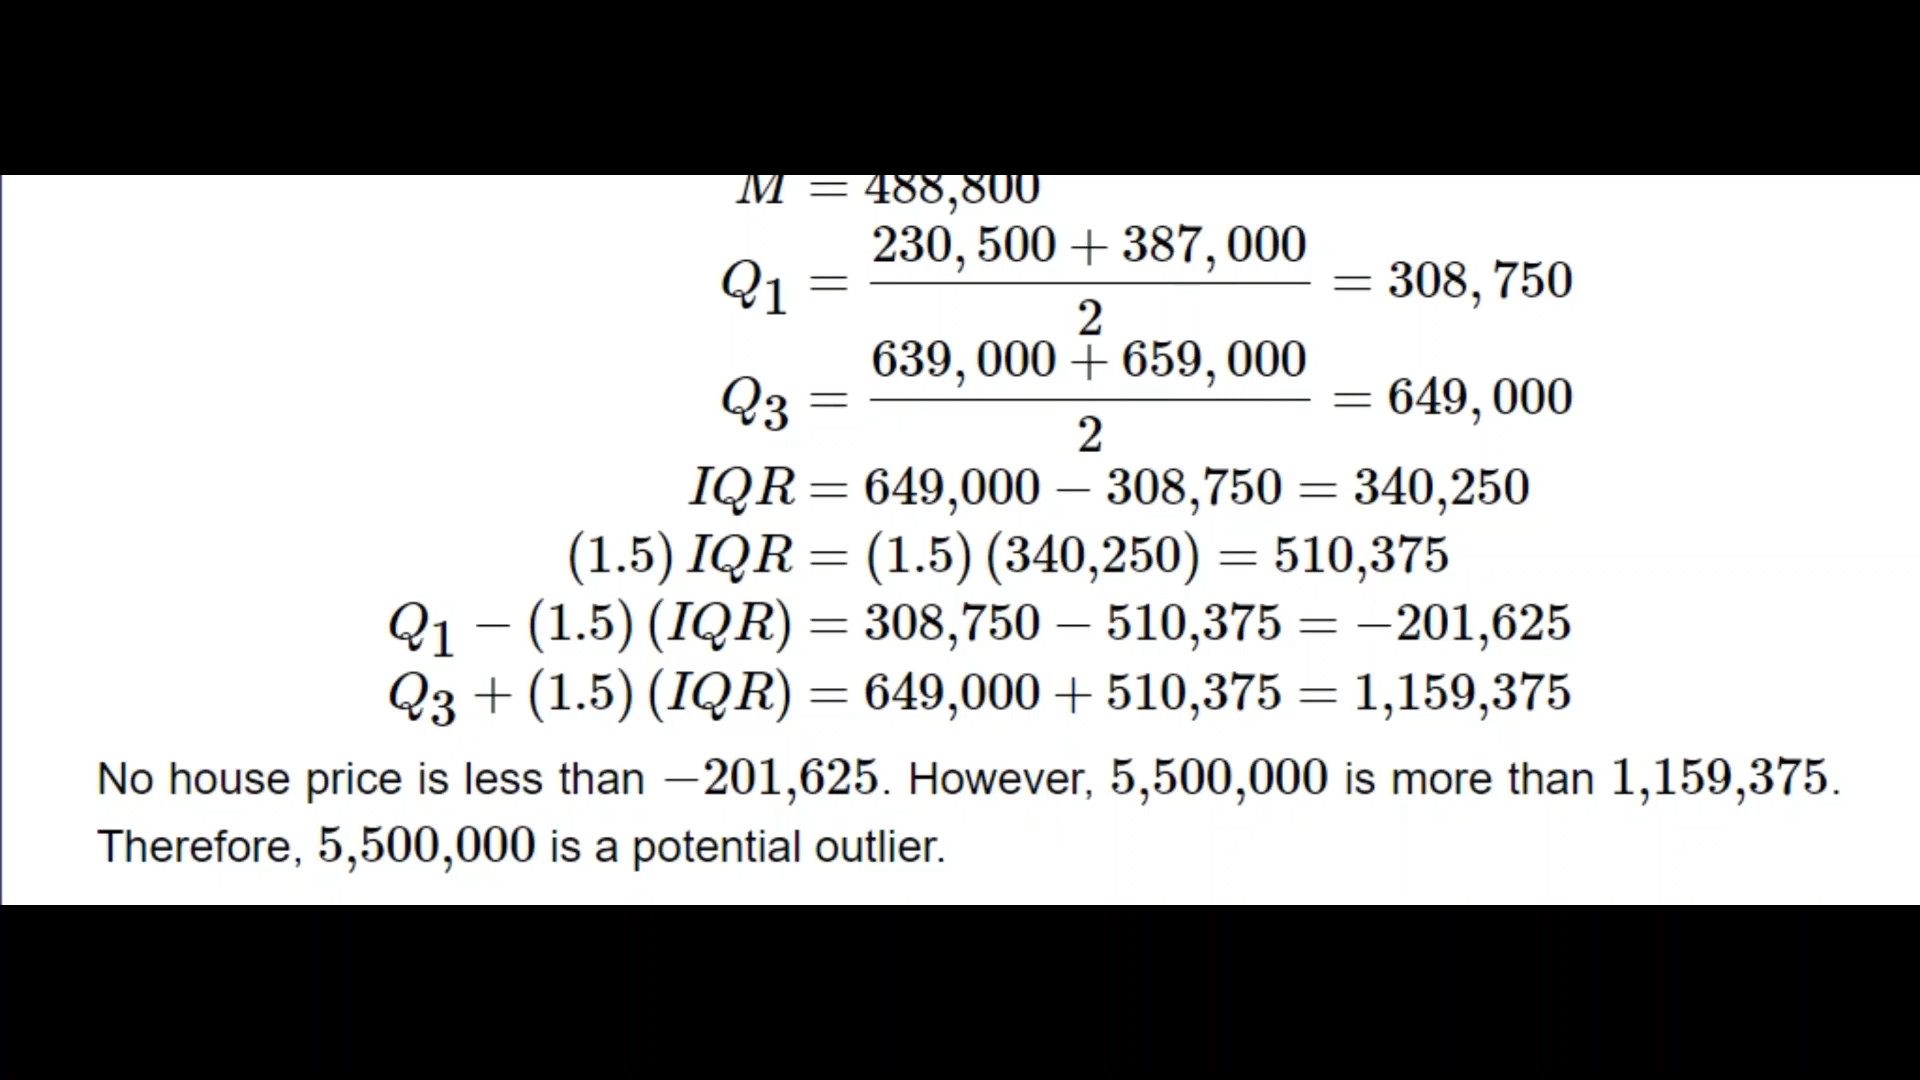 M = 488,800
Q1 = 230, 500 + 387, 000 / 2 = 308, 750
Q3 = 639, 000 + 659, 000 / 2 = 649, 000
IQR = 649,000 − 308,750 = 340,250
(1.5) IQR = (1.5) (340,250) = 510,375
Q1 − (1.5) (IQR) = 308,750 − 510,375 = −201,625
Q3 + (1.5) (IQR) = 649,000 + 510,375 = 1,159,375
No house price is less than −201,625. However, 5,500,000 is more than 1,159,375.
Therefore, 5,500,000 is a potential outlier.